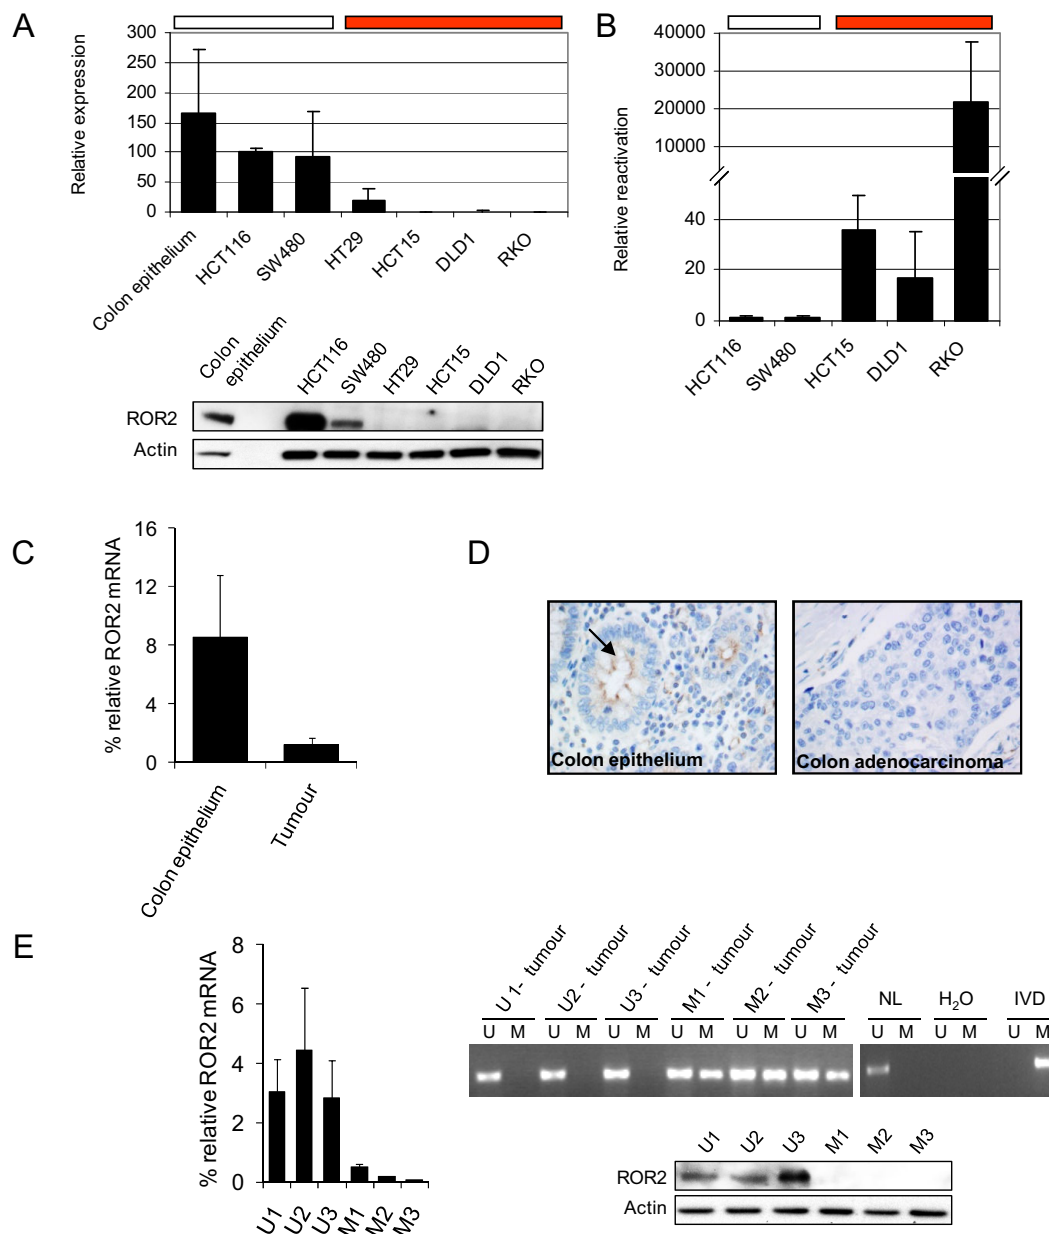 A
Relative expression
300
250
200
150
100
50
0
Colon epithelium
HCT116
SW480
HT29
HCT15
DLD1
RKO
Colon
epithelium
HCT116
SW480
HT29
HCT15
DLD1
RKO
ROR2
Actin
B
Relative reactivation
40000
30000
20000
10000
40
20
0
HCT116
SW480
HCT15
DLD1
RKO
C
% relative ROR2 mRNA
16
12
8
4
0
Colon epithelium
Tumour
D
Colon epithelium
Colon adenocarcinoma
E
% relative ROR2 mRNA
8
6
4
2
0
U1
U2
U3
M1
M2
M3
U 1- tumour
U2 - tumour
U3 - tumour
M1 - tumour
M2 - tumour
M3 - tumour
NL
H2O
IVD
U M U M U M U M U M U M U M U M U M
U1
U2
U3
M1
M2
M3
ROR2
Actin